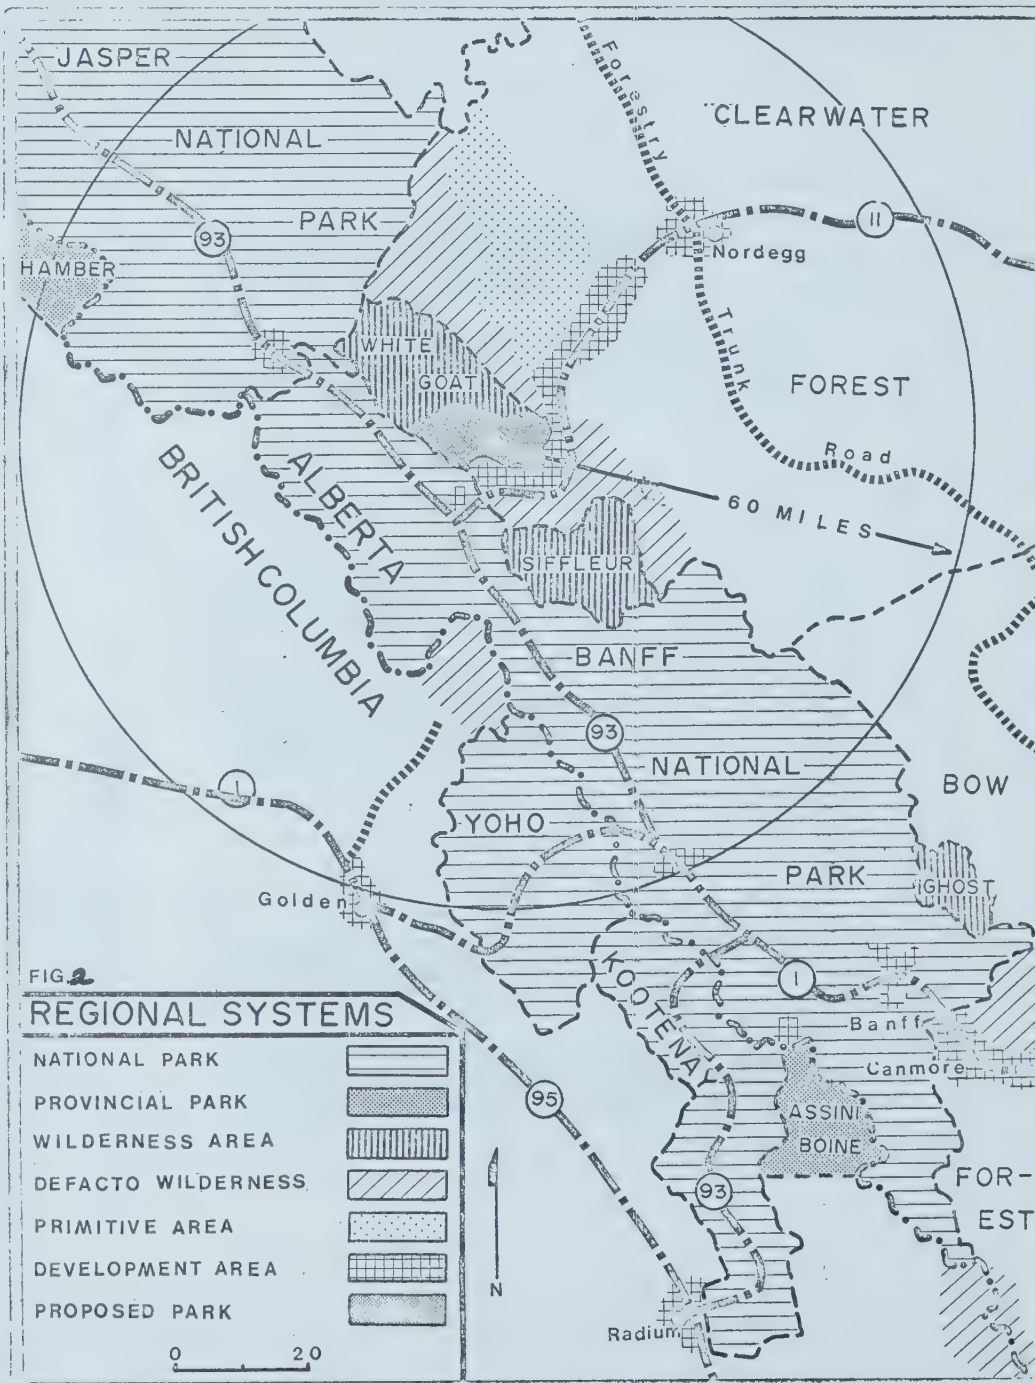 JASPER
NATIONAL
PARK
Forestry
CLEARWATER
11
Nordegg
93
HAMBER
WHITE
GOAT
Trunk
FOREST
Road
60 MILES
ALBERTA
BRITISH COLUMBIA
SIFFLEUR
BANFF
93
NATIONAL
BOW
1
YOHO
PARK
GHOST
Golden
KOOTENAY
1
Banff
Canmore
ASSINI
BOINE
95
93
FOR-
EST
Radium
FIG. 2
REGIONAL SYSTEMS
NATIONAL PARK
PROVINCIAL PARK
WILDERNESS AREA
DEFACTO WILDERNESS
PRIMITIVE AREA
DEVELOPMENT AREA
PROPOSED PARK
0 20
N